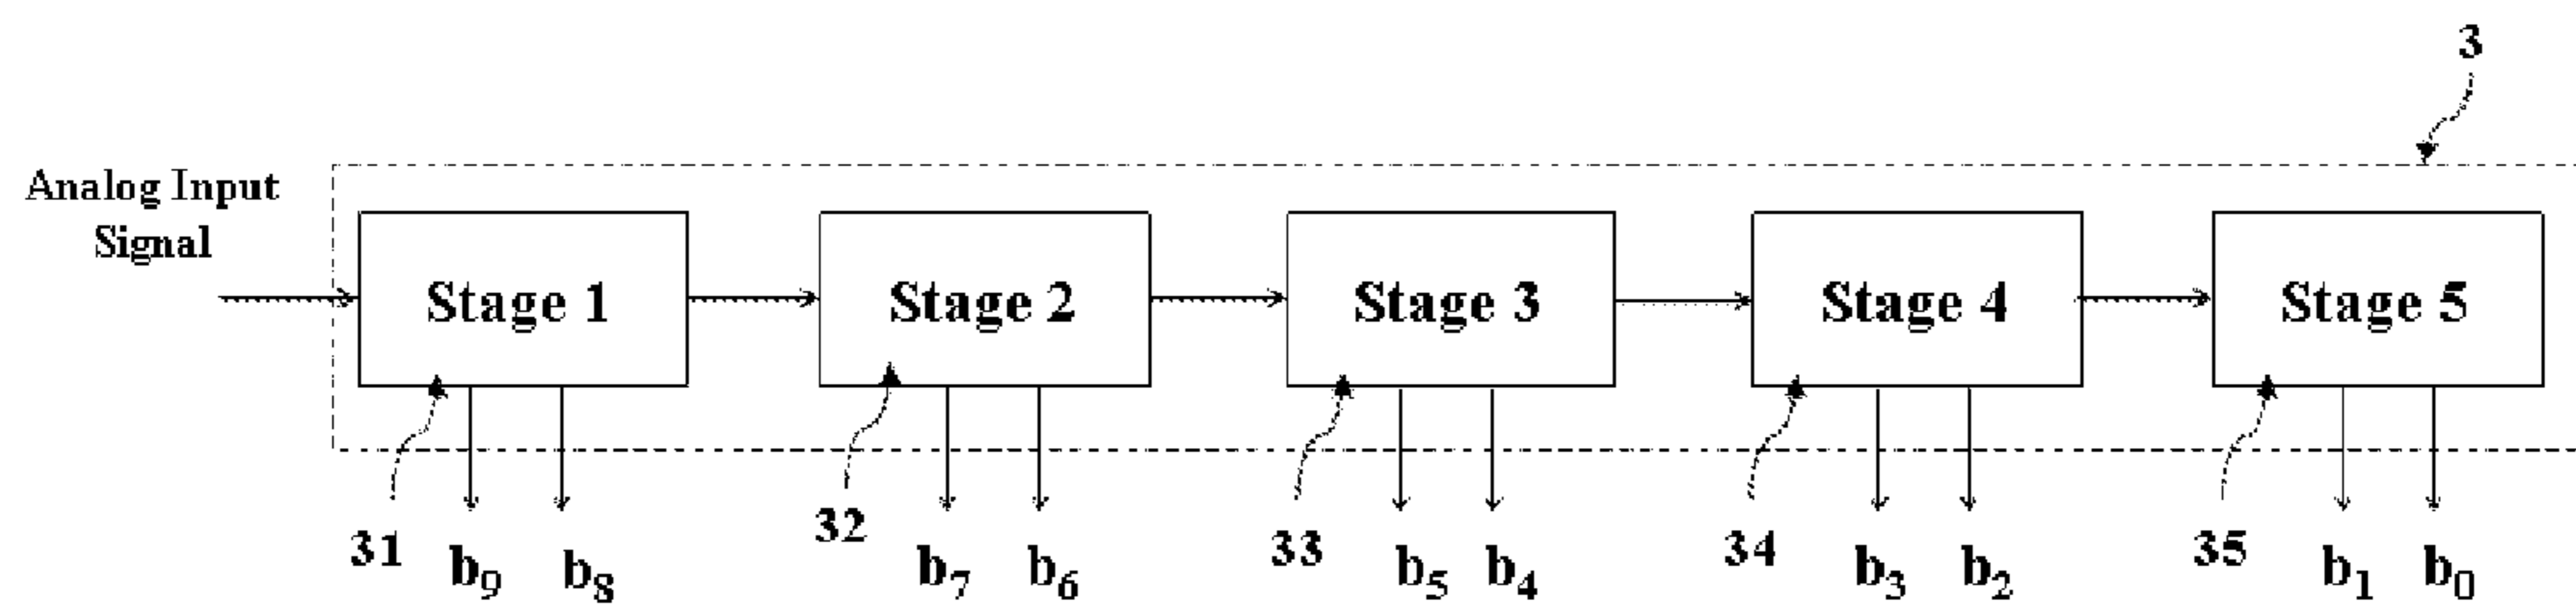 3
Analog Input
Signal
Stage 1
Stage 2
Stage 3
Stage 4
Stage 5
31 b9 b8 32 b7 b6 33 b5 b4 34 b3 b2 35 b1 b0